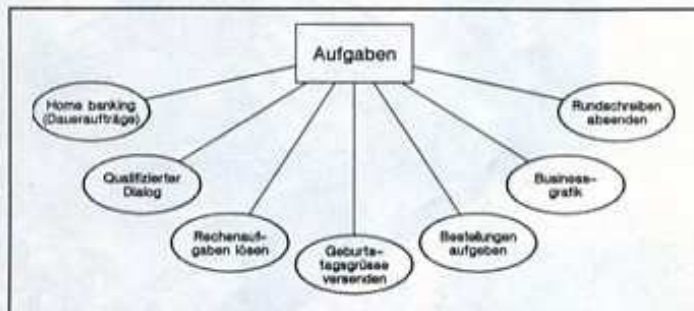 Aufgaben
Home banking
(Daueraufträge)
Rundschreiben
absenden
Qualifizierter
Dialog
Business-
grafik
Rechenauf-
gaben lösen
Geburts-
tagsgrüsse
versenden
Bestellungen
aufgeben